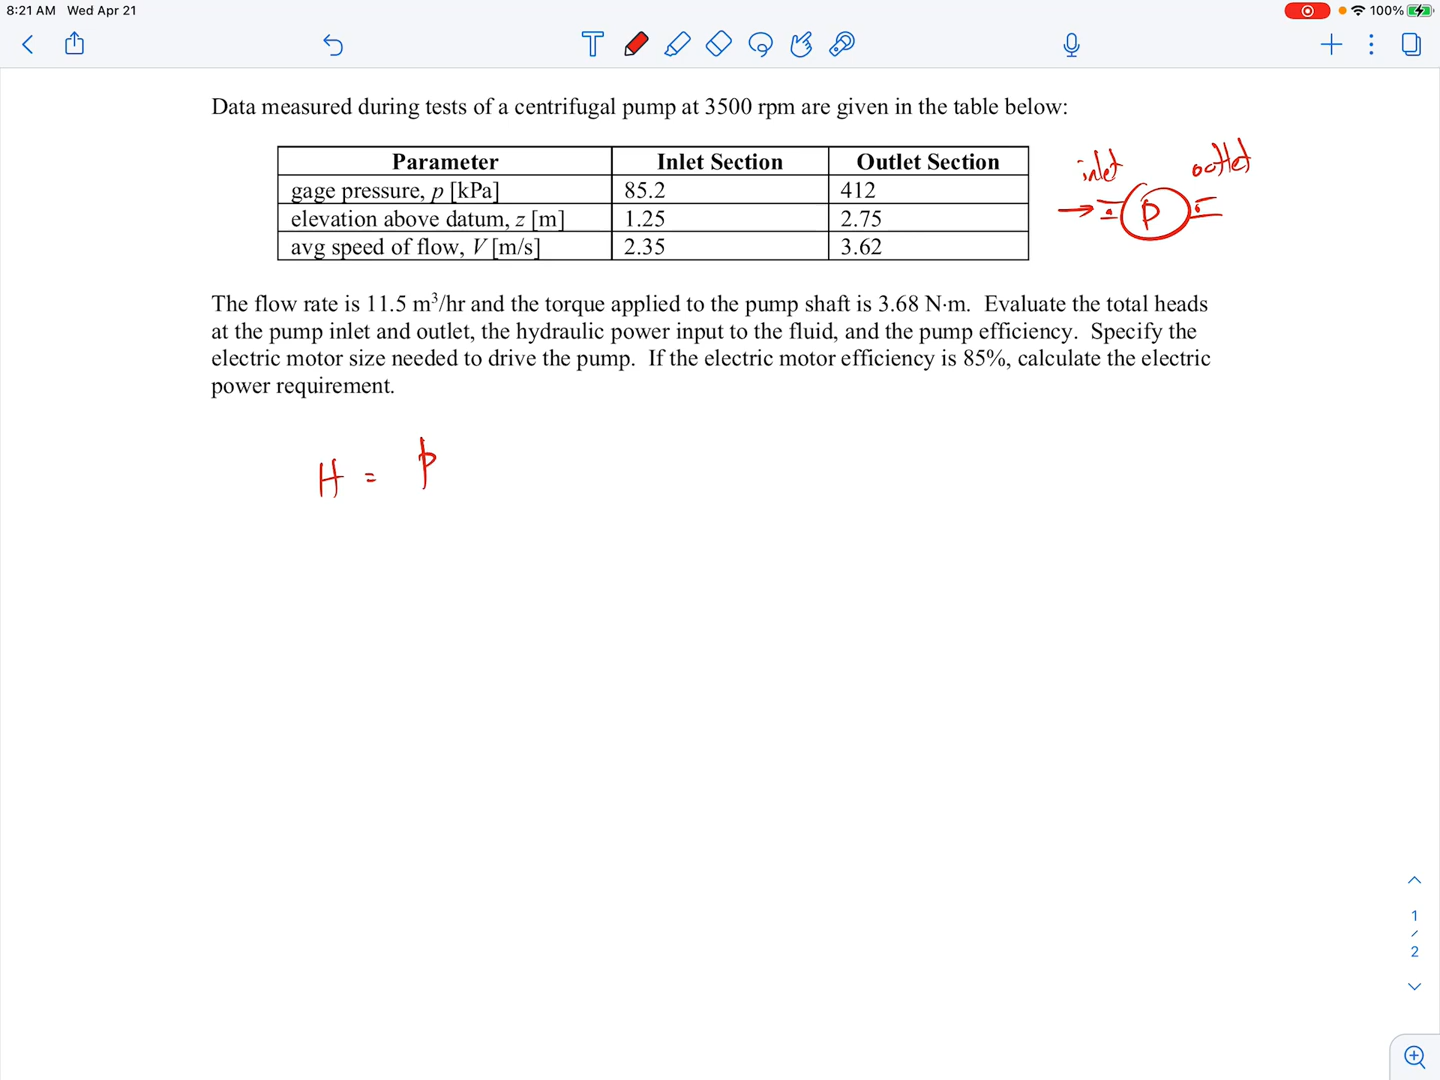 8:21 AM Wed Apr 21
100%
T
Data measured during tests of a centrifugal pump at 3500 rpm are given in the table below:
Parameter Inlet Section Outlet Section
gage pressure, p [kPa] 85.2 412
elevation above datum, z [m] 1.25 2.75
avg speed of flow, V [m/s] 2.35 3.62
inlet outlet
P
The flow rate is 11.5 m³/hr and the torque applied to the pump shaft is 3.68 N·m. Evaluate the total heads
at the pump inlet and outlet, the hydraulic power input to the fluid, and the pump efficiency. Specify the
electric motor size needed to drive the pump. If the electric motor efficiency is 85%, calculate the electric
power requirement.
H = p
1
/
2